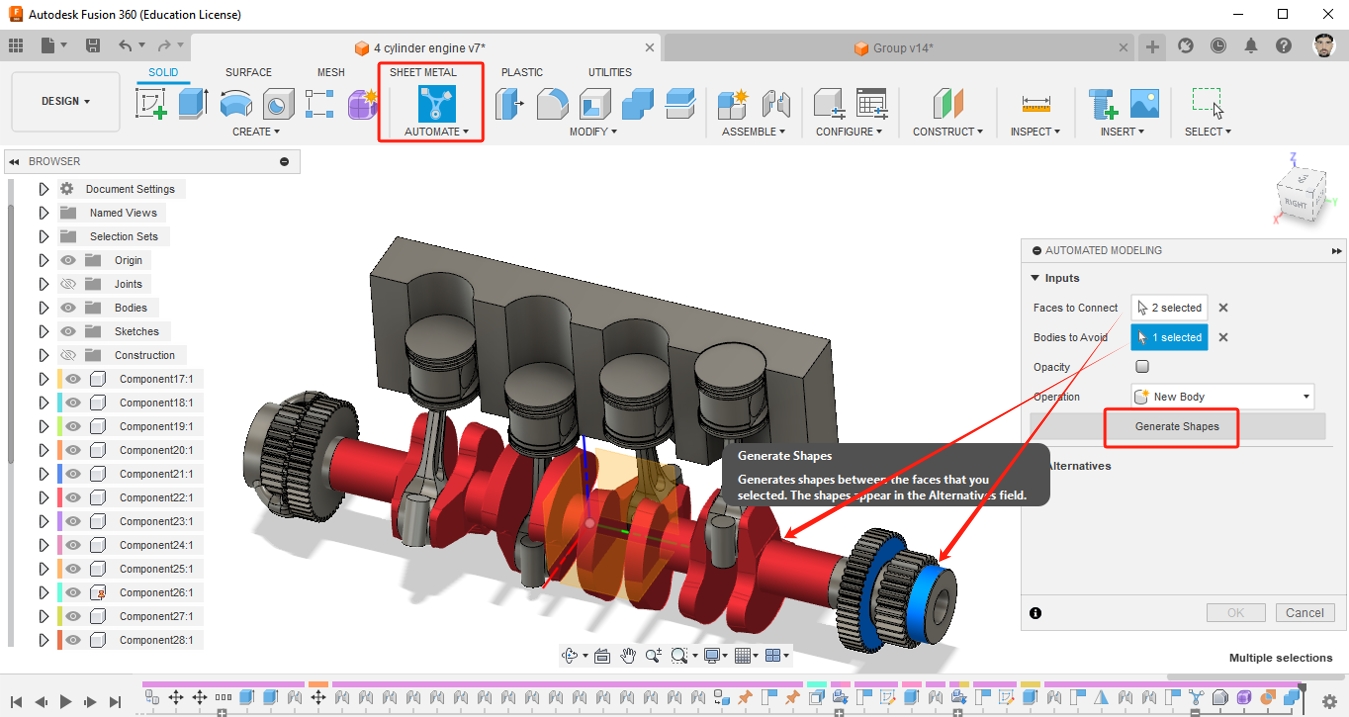 Autodesk Fusion 360 (Education License)
4 cylinder engine v7*
Group v14*
DESIGN
SOLID
SURFACE
MESH
SHEET METAL
PLASTIC
UTILITIES
CREATE
AUTOMATE
MODIFY
ASSEMBLE
CONFIGURE
CONSTRUCT
INSPECT
INSERT
SELECT
BROWSER
Document Settings
Named Views
Selection Sets
Origin
Joints
Bodies
Sketches
Construction
Component17:1
Component18:1
Component19:1
Component20:1
Component21:1
Component22:1
Component23:1
Component24:1
Component25:1
Component26:1
Component27:1
Component28:1
Z
RIGHT
Y
X
AUTOMATED MODELING
Inputs
Faces to Connect 2 selected
Bodies to Avoid 1 selected
Opacity
Operation New Body
Generate Shapes
Alternatives
OK Cancel
Generate Shapes
Generates shapes between the faces that you
selected. The shapes appear in the Alternatives field.
Multiple selections